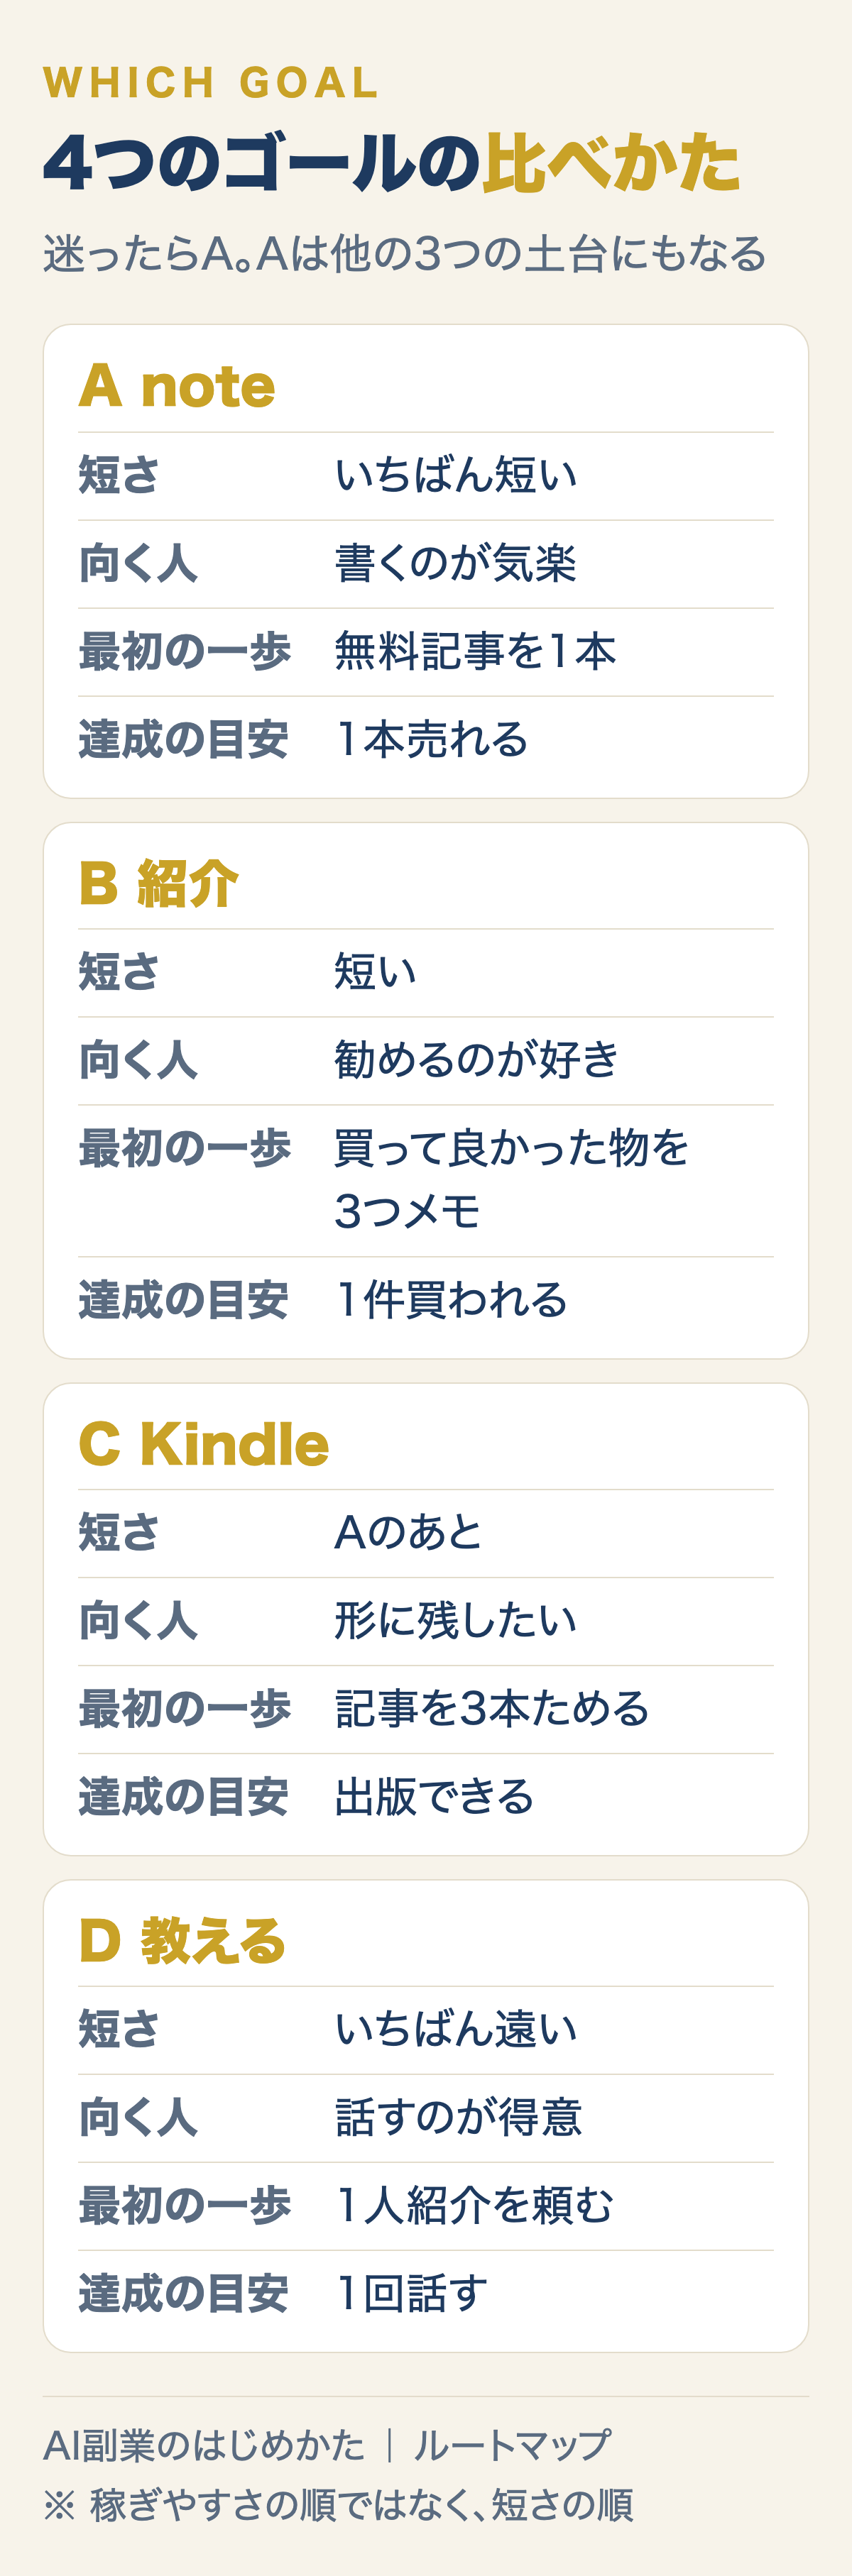 WHICH GOAL
4つのゴールの比べかた
迷ったらA。Aは他の3つの土台にもなる
A note
短さ いちばん短い
向く人 書くのが気楽
最初の一歩 無料記事を1本
達成の目安 1本売れる
B 紹介
短さ 短い
向く人 勧めるのが好き
最初の一歩 買って良かった物を
3つメモ
達成の目安 1件買われる
C Kindle
短さ Aのあと
向く人 形に残したい
最初の一歩 記事を3本ためる
達成の目安 出版できる
D 教える
短さ いちばん遠い
向く人 話すのが得意
最初の一歩 1人紹介を頼む
達成の目安 1回話す
AI副業のはじめかた | ルートマップ
※ 稼ぎやすさの順ではなく、短さの順